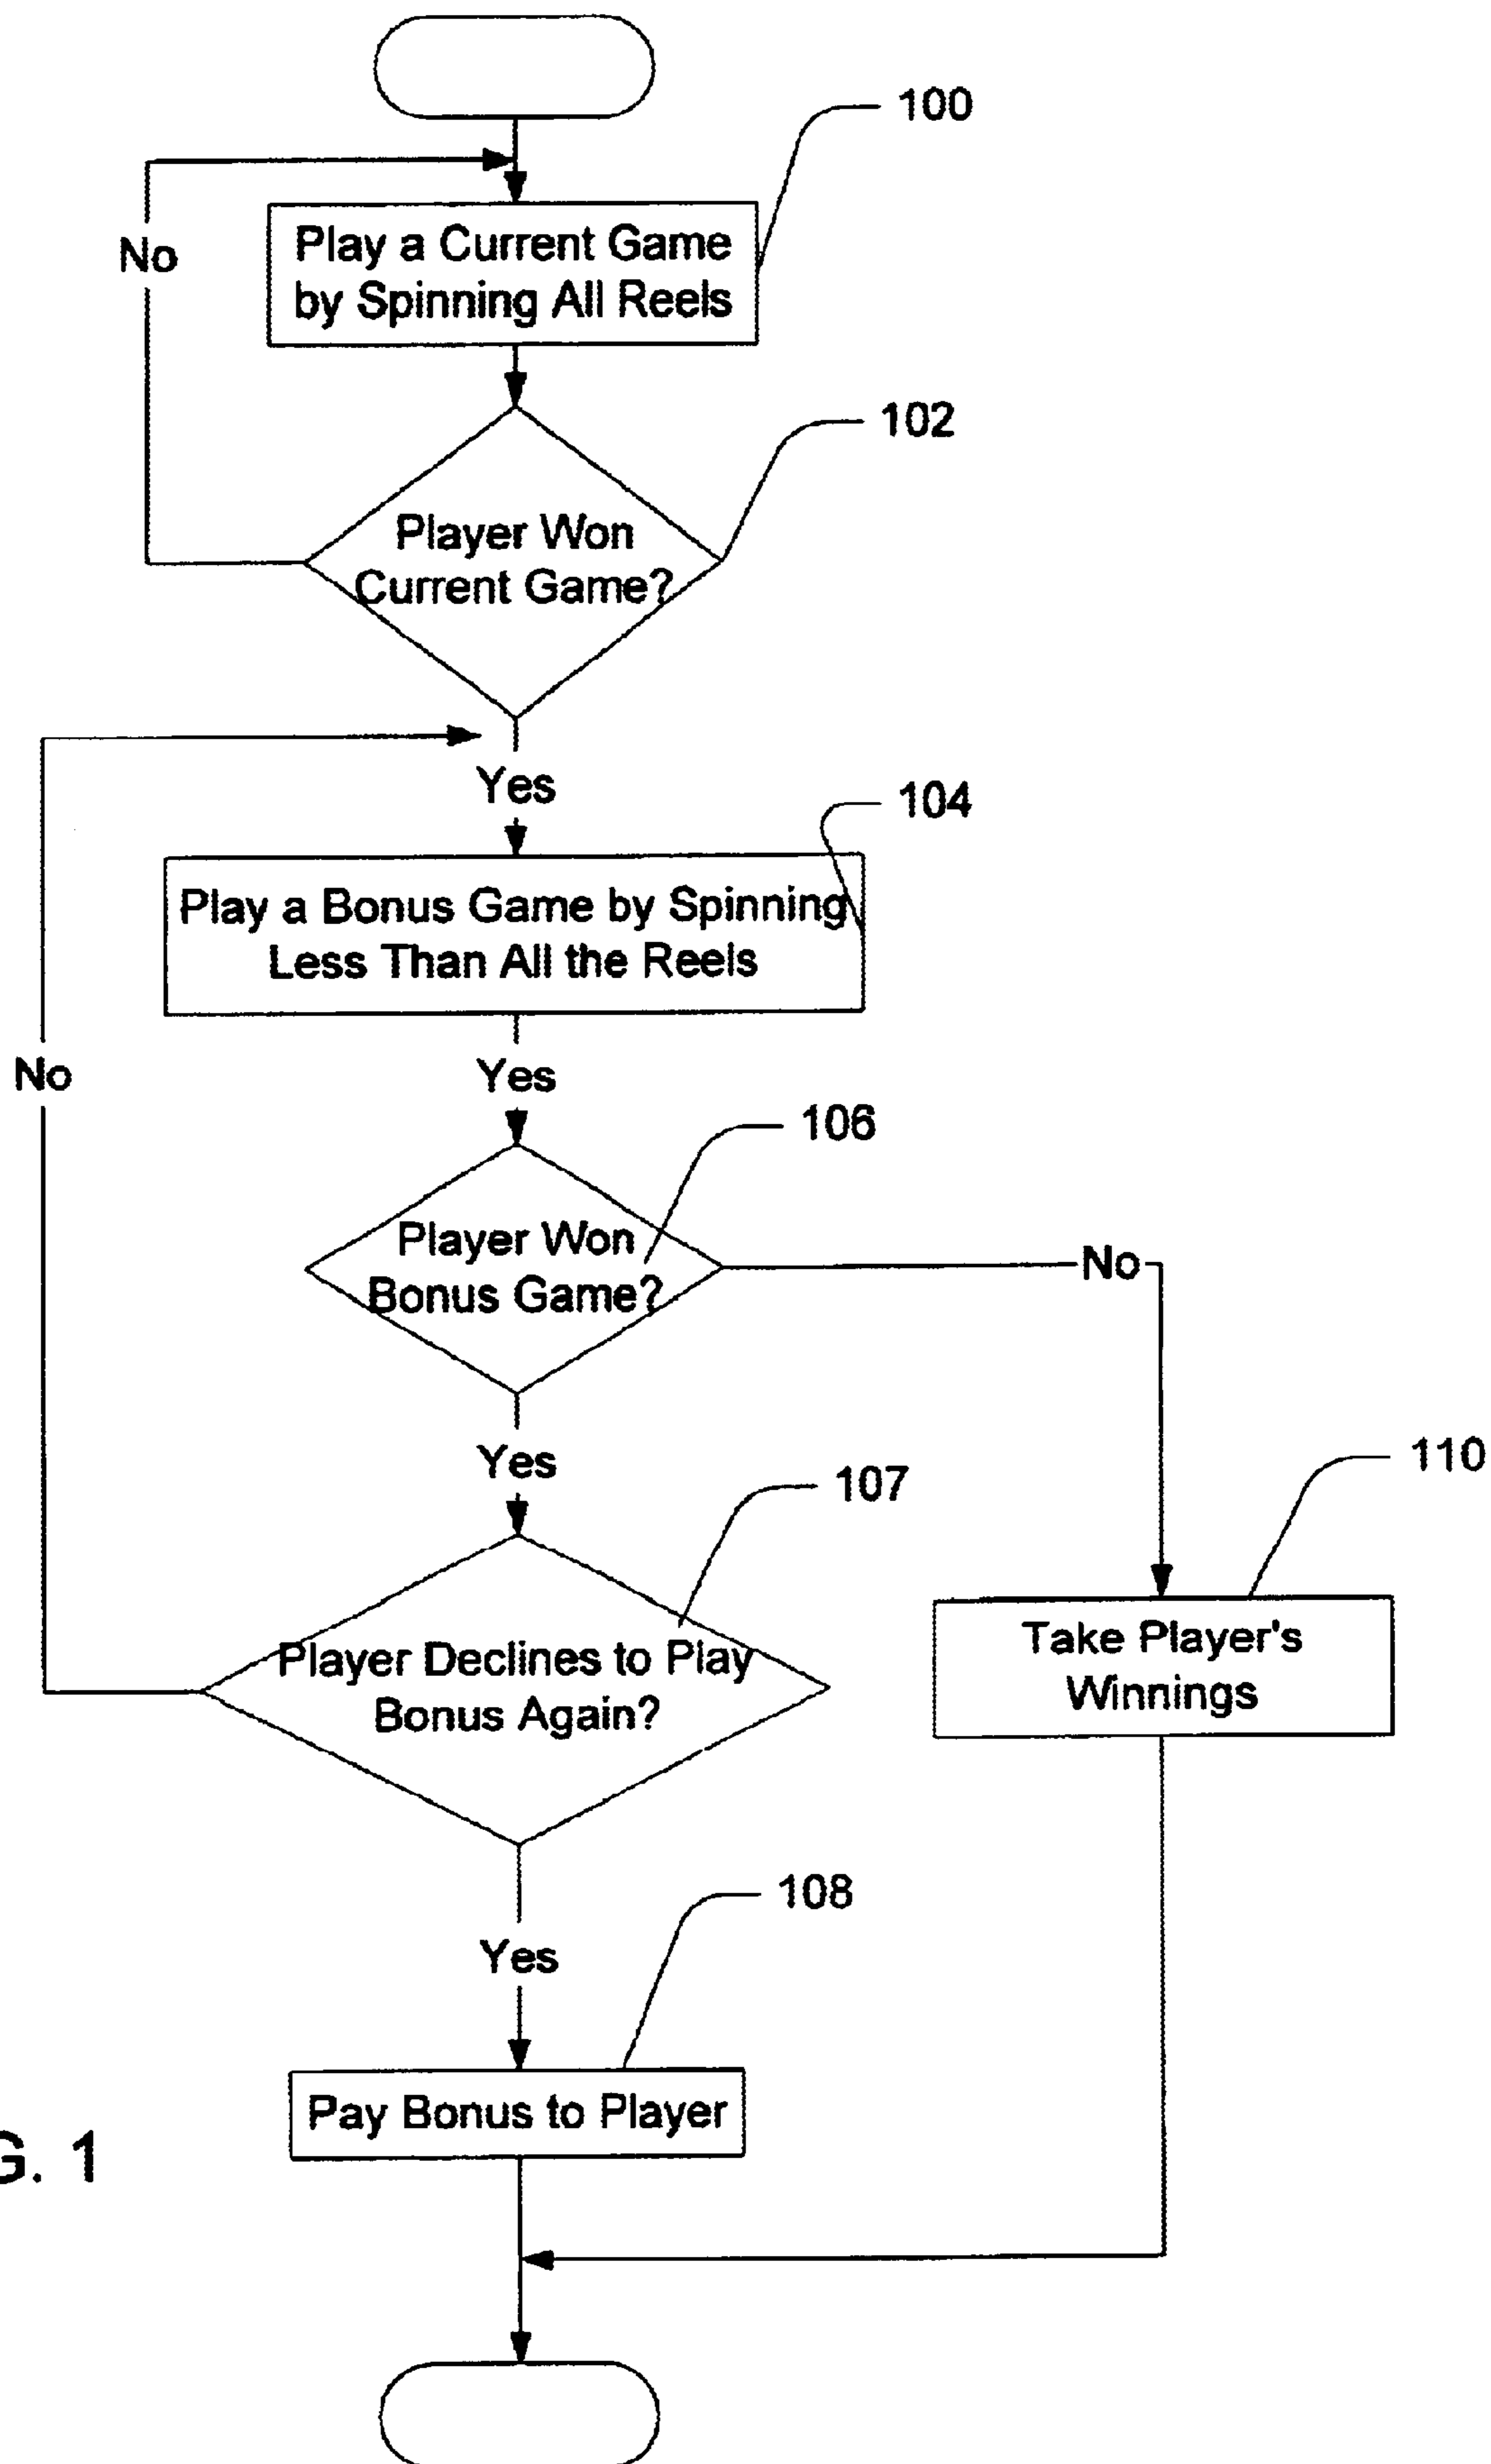 100
No
Play a Current Game
by Spinning All Reels
102
Player Won
Current Game?
Yes
104
Play a Bonus Game by Spinning
Less Than All the Reels
No
Yes
106
Player Won
Bonus Game?
No
Yes
107
110
Player Declines to Play
Bonus Again?
Take Player's
Winnings
108
Yes
Pay Bonus to Player
G. 1